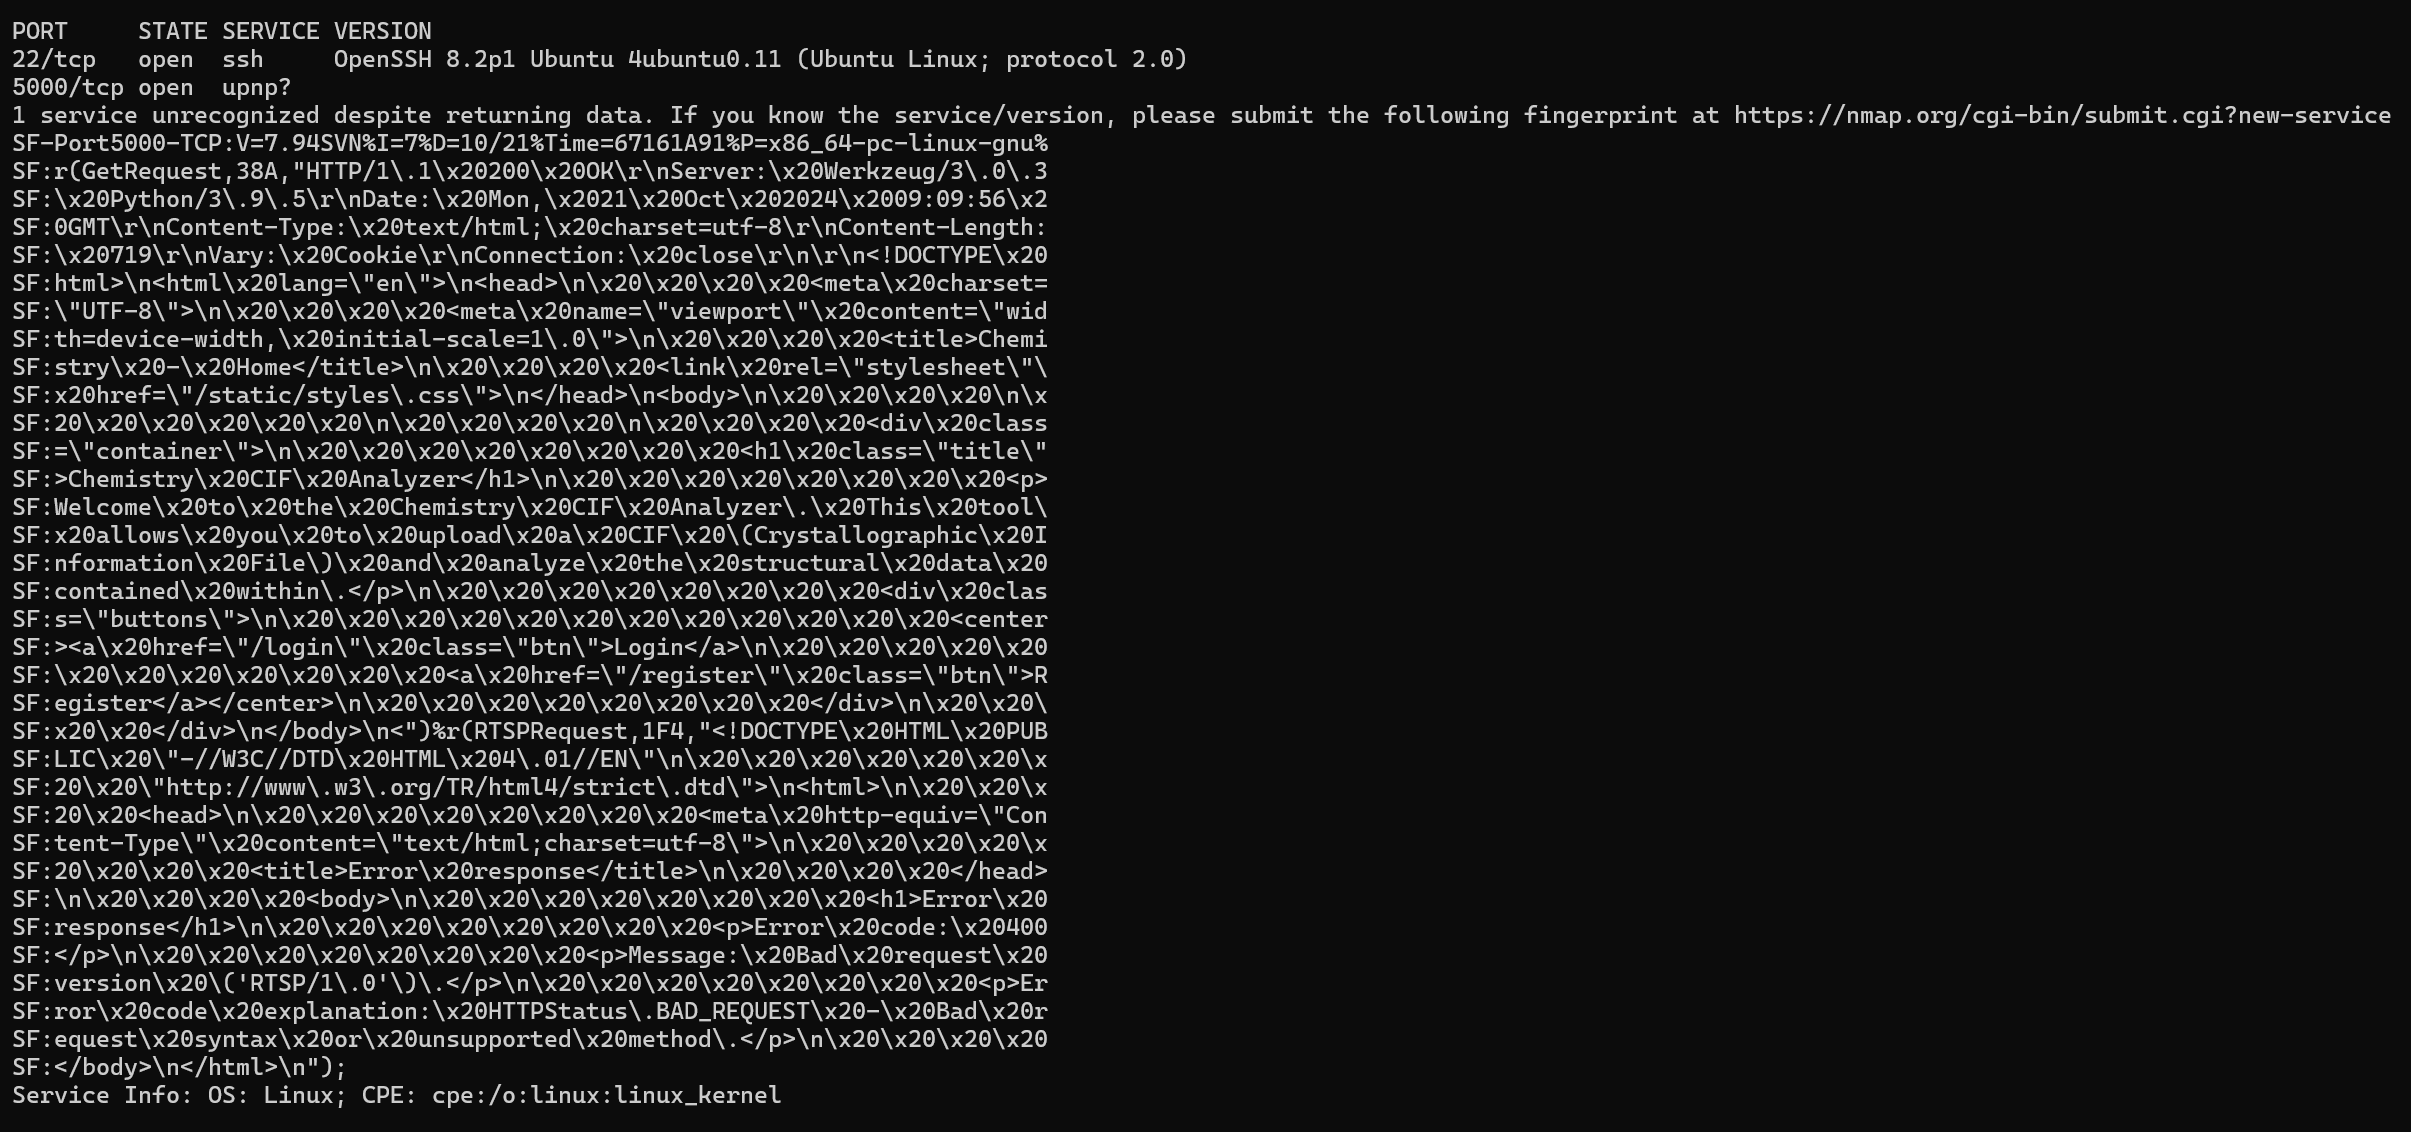 PORT     STATE SERVICE VERSION
22/tcp   open  ssh     OpenSSH 8.2p1 Ubuntu 4ubuntu0.11 (Ubuntu Linux; protocol 2.0)
5000/tcp open  upnp?
1 service unrecognized despite returning data. If you know the service/version, please submit the following fingerprint at https://nmap.org/cgi-bin/submit.cgi?new-service
SF-Port5000-TCP:V=7.94SVN%I=7%D=10/21%Time=67161A91%P=x86_64-pc-linux-gnu%
SF:r(GetRequest,38A,"HTTP/1\.1\x20200\x20OK\r\nServer:\x20Werkzeug/3\.0\.3
SF:\x20Python/3\.9\.5\r\nDate:\x20Mon,\x2021\x20Oct\x202024\x2009:09:56\x2
SF:0GMT\r\nContent-Type:\x20text/html;\x20charset=utf-8\r\nContent-Length:
SF:\x20719\r\nVary:\x20Cookie\r\nConnection:\x20close\r\n\r\n<!DOCTYPE\x20
SF:html>\n<html\x20lang=\"en\">\n<head>\n\x20\x20\x20\x20<meta\x20charset=
SF:\"UTF-8\">\n\x20\x20\x20\x20<meta\x20name=\"viewport\"\x20content=\"wid
SF:th=device-width,\x20initial-scale=1\.0\">\n\x20\x20\x20\x20<title>Chemi
SF:stry\x20-\x20Home</title>\n\x20\x20\x20\x20<link\x20rel=\"stylesheet\"\
SF:x20href=\"/static/styles\.css\">\n</head>\n<body>\n\x20\x20\x20\x20\n\x
SF:20\x20\x20\x20\x20\x20\n\x20\x20\x20\x20\n\x20\x20\x20\x20<div\x20class
SF:=\"container\">\n\x20\x20\x20\x20\x20\x20\x20\x20<h1\x20class=\"title\"
SF:>Chemistry\x20CIF\x20Analyzer</h1>\n\x20\x20\x20\x20\x20\x20\x20\x20<p>
SF:Welcome\x20to\x20the\x20Chemistry\x20CIF\x20Analyzer\.\x20This\x20tool\
SF:x20allows\x20you\x20to\x20upload\x20a\x20CIF\x20\(Crystallographic\x20I
SF:nformation\x20File\)\x20and\x20analyze\x20the\x20structural\x20data\x20
SF:contained\x20within\.</p>\n\x20\x20\x20\x20\x20\x20\x20\x20<div\x20clas
SF:s=\"buttons\">\n\x20\x20\x20\x20\x20\x20\x20\x20\x20\x20\x20\x20<center
SF:><a\x20href=\"/login\"\x20class=\"btn\">Login</a>\n\x20\x20\x20\x20\x20
SF:\x20\x20\x20\x20\x20\x20\x20<a\x20href=\"/register\"\x20class=\"btn\">R
SF:egister</a></center>\n\x20\x20\x20\x20\x20\x20\x20\x20</div>\n\x20\x20\
SF:x20\x20</div>\n</body>\n<")%r(RTSPRequest,1F4,"<!DOCTYPE\x20HTML\x20PUB
SF:LIC\x20\"-//W3C//DTD\x20HTML\x204\.01//EN\"\n\x20\x20\x20\x20\x20\x20\x
SF:20\x20\"http://www\.w3\.org/TR/html4/strict\.dtd\">\n<html>\n\x20\x20\x
SF:20\x20<head>\n\x20\x20\x20\x20\x20\x20\x20\x20<meta\x20http-equiv=\"Con
SF:tent-Type\"\x20content=\"text/html;charset=utf-8\">\n\x20\x20\x20\x20\x
SF:20\x20\x20\x20<title>Error\x20response</title>\n\x20\x20\x20\x20</head>
SF:\n\x20\x20\x20\x20<body>\n\x20\x20\x20\x20\x20\x20\x20\x20<h1>Error\x20
SF:response</h1>\n\x20\x20\x20\x20\x20\x20\x20\x20<p>Error\x20code:\x20400
SF:</p>\n\x20\x20\x20\x20\x20\x20\x20\x20<p>Message:\x20Bad\x20request\x20
SF:version\x20\('RTSP/1\.0'\)\.</p>\n\x20\x20\x20\x20\x20\x20\x20\x20<p>Er
SF:ror\x20code\x20explanation:\x20HTTPStatus\.BAD_REQUEST\x20-\x20Bad\x20r
SF:equest\x20syntax\x20or\x20unsupported\x20method\.</p>\n\x20\x20\x20\x20
SF:</body>\n</html>\n");
Service Info: OS: Linux; CPE: cpe:/o:linux:linux_kernel